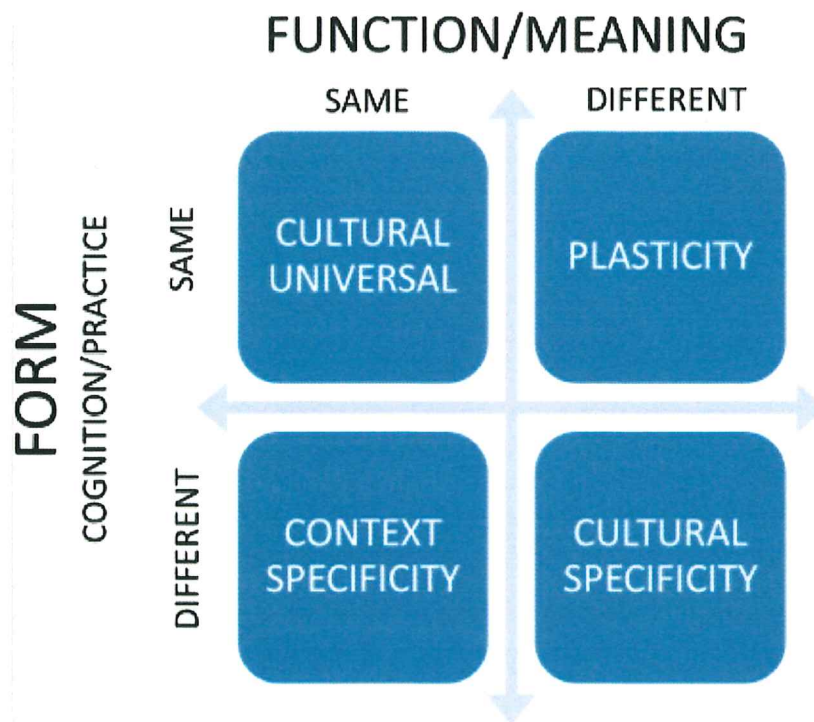 FUNCTION/MEANING
SAME
DIFFERENT
FORM
COGNITION/PRACTICE
SAME
CULTURAL
UNIVERSAL
PLASTICITY
DIFFERENT
CONTEXT
SPECIFICITY
CULTURAL
SPECIFICITY